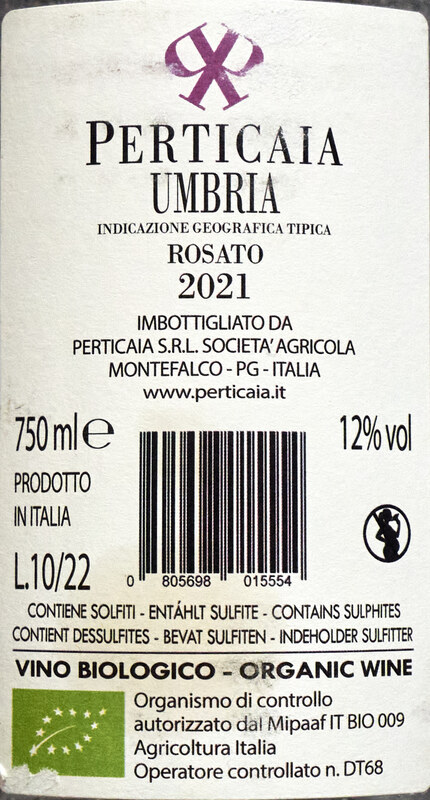 PERTICAIA
UMBRIA
INDICAZIONE GEOGRAFICA TIPICA
ROSATO
2021
IMBOTTIGLIATO DA
PERTICAIA S.R.L. SOCIETA' AGRICOLA
MONTEFALCO - PG - ITALIA
www.perticaia.it
750 ml ℮
12% vol
PRODOTTO
IN ITALIA
L.10/22
0 805698 015554
CONTIENE SOLFITI - ENTÁHLT SULFITE - CONTAINS SULPHITES
CONTIENT DESSULFITES - BEVAT SULFITEN - INDEHOLDER SULFITTER
VINO BIOLOGICO - ORGANIC WINE
Organismo di controllo
autorizzato dal Mipaaf IT BIO 009
Agricoltura Italia
Operatore controllato n. DT68